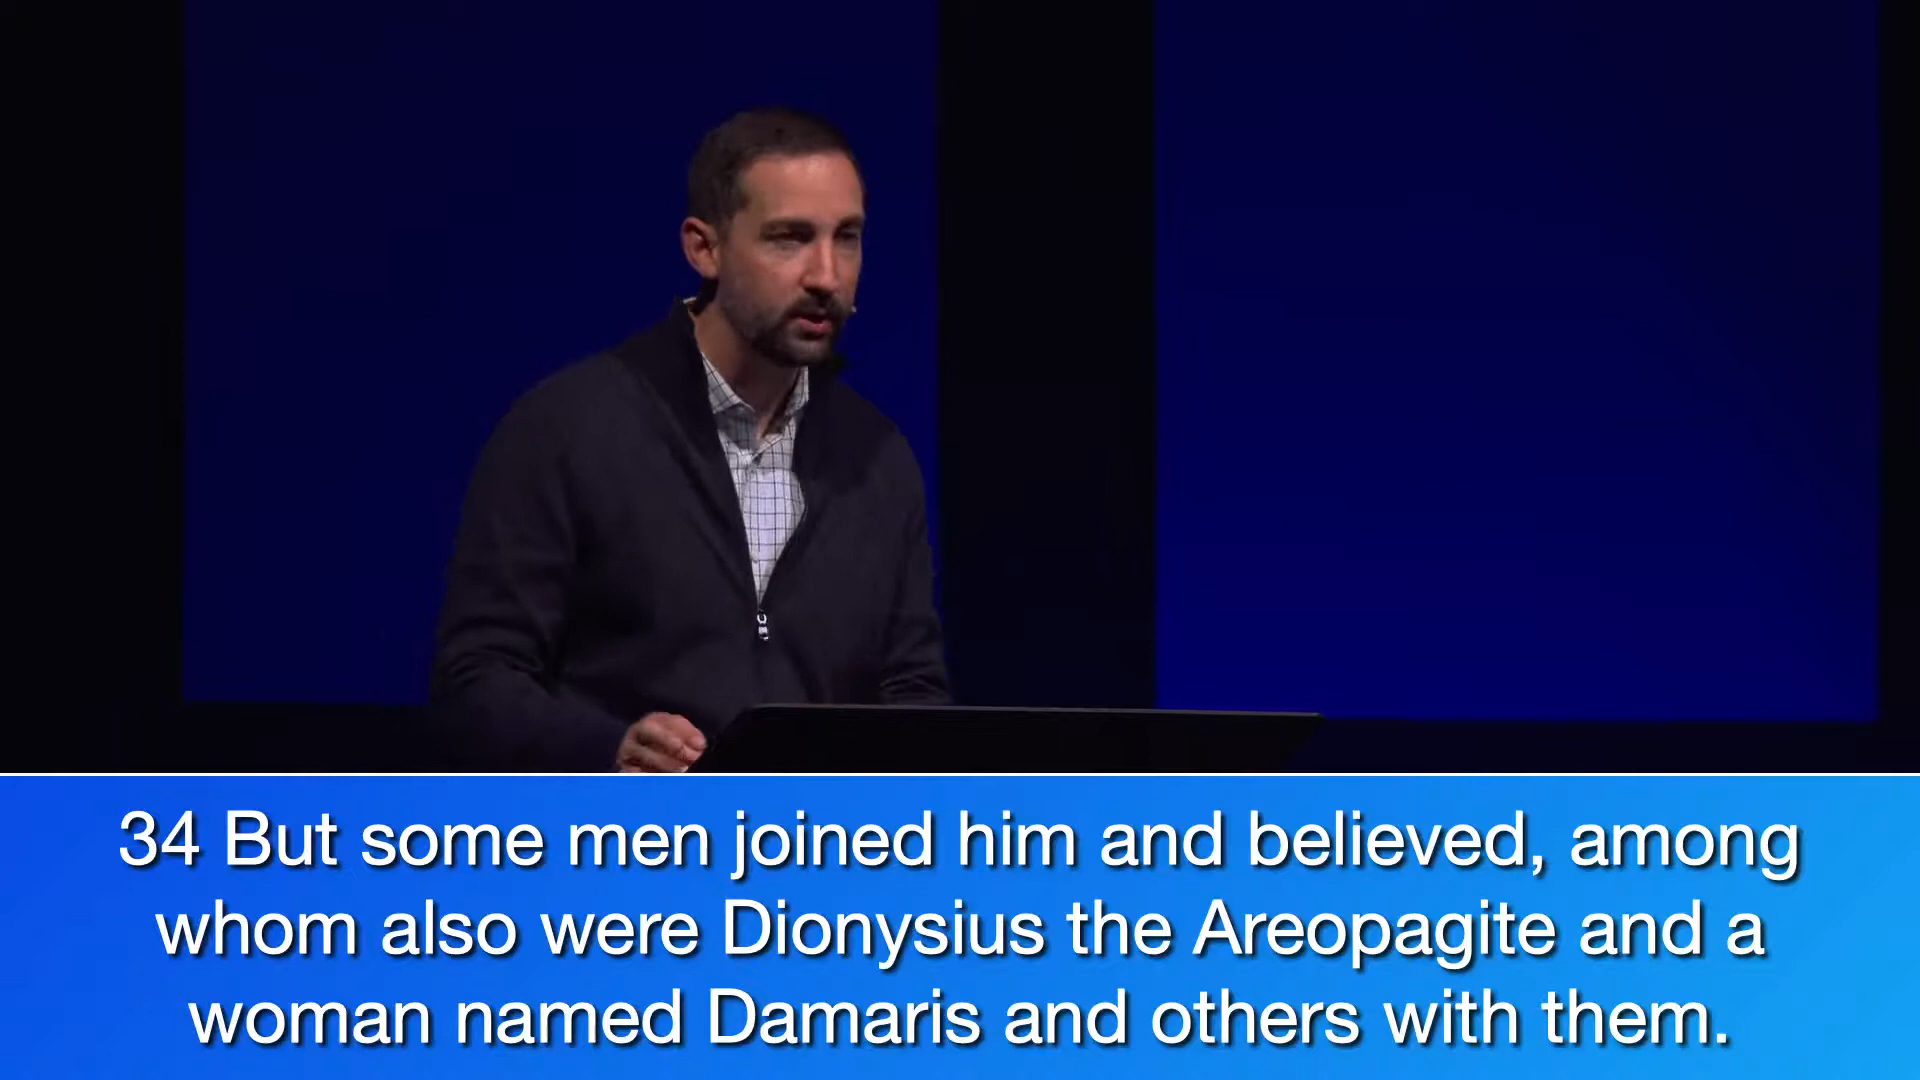 34 But some men joined him and believed, among
whom also were Dionysius the Areopagite and a
woman named Damaris and others with them.